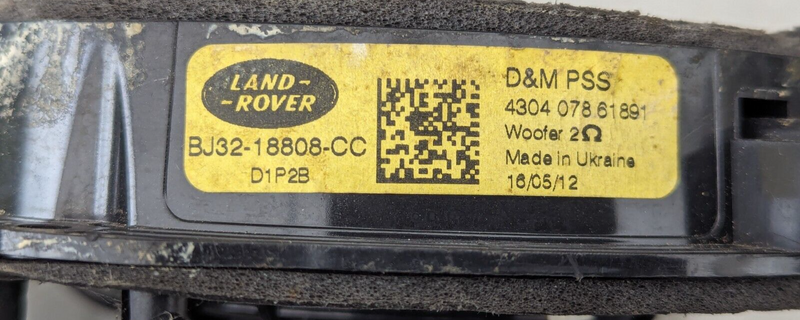 LAND-
-ROVER
BJ32-18808-CC
D1P2B
D&M PSS
4304 078 61891
Woofer 2Ω
Made in Ukraine
16/05/12